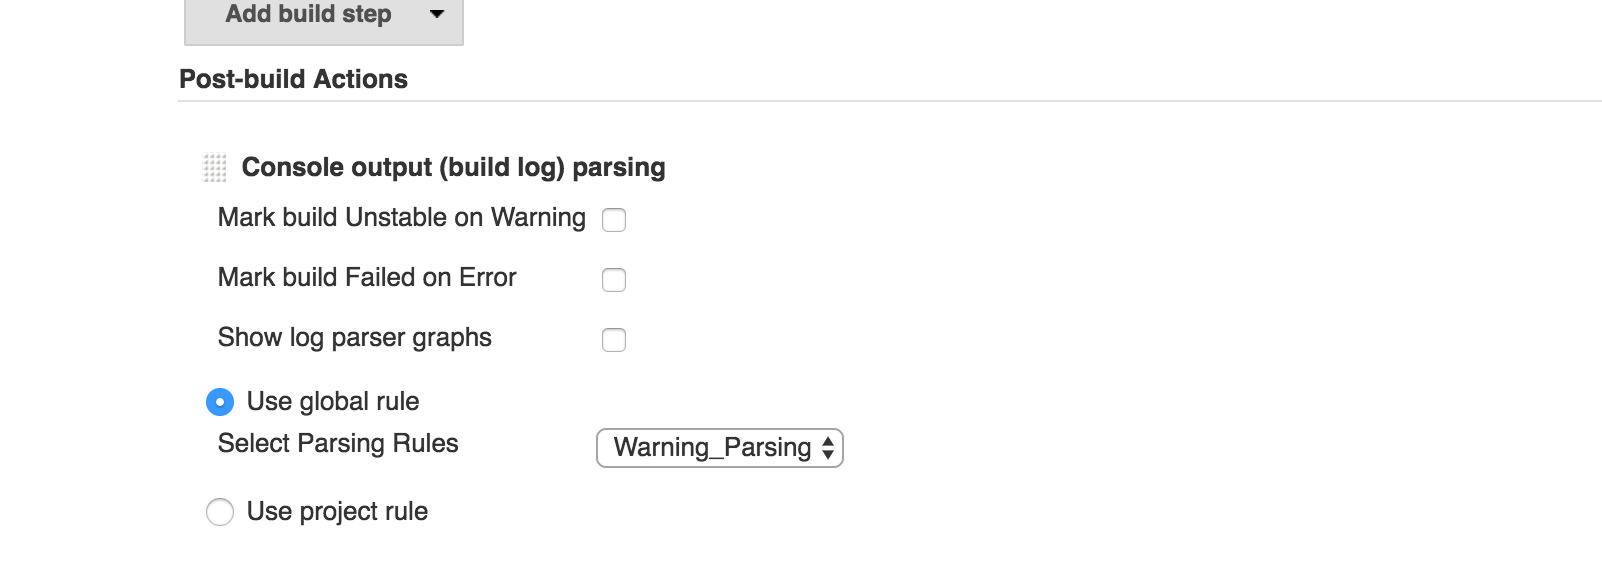 Add build step
Post-build Actions
Console output (build log) parsing
Mark build Unstable on Warning
Mark build Failed on Error
Show log parser graphs
Use global rule
Select Parsing Rules Warning_Parsing
Use project rule